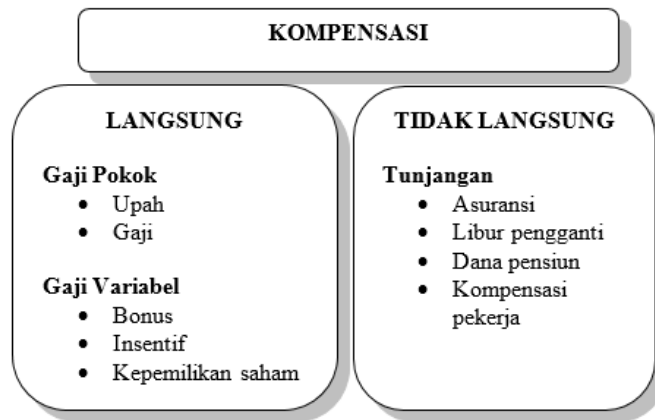 KOMPENSASI
LANGSUNG
Gaji Pokok
• Upah
• Gaji
Gaji Variabel
• Bonus
• Insentif
• Kepemilikan saham
TIDAK LANGSUNG
Tunjangan
• Asuransi
• Libur pengganti
• Dana pensiun
• Kompensasi
pekerja